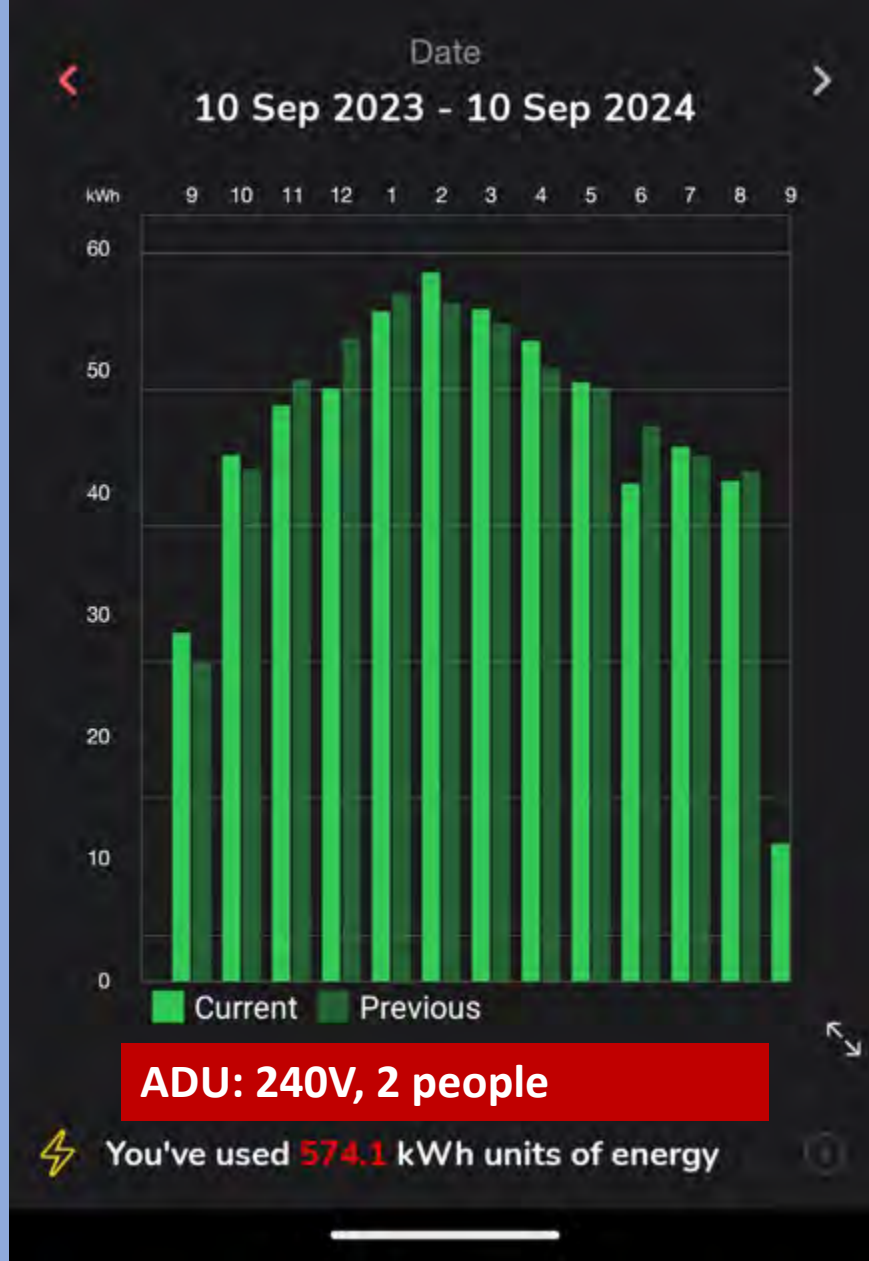 Date
10 Sep 2023 - 10 Sep 2024
kWh 9 10 11 12 1 2 3 4 5 6 7 8 9
60
50
40
30
20
10
0
Current Previous
ADU: 240V, 2 people
You've used 574.1 kWh units of energy